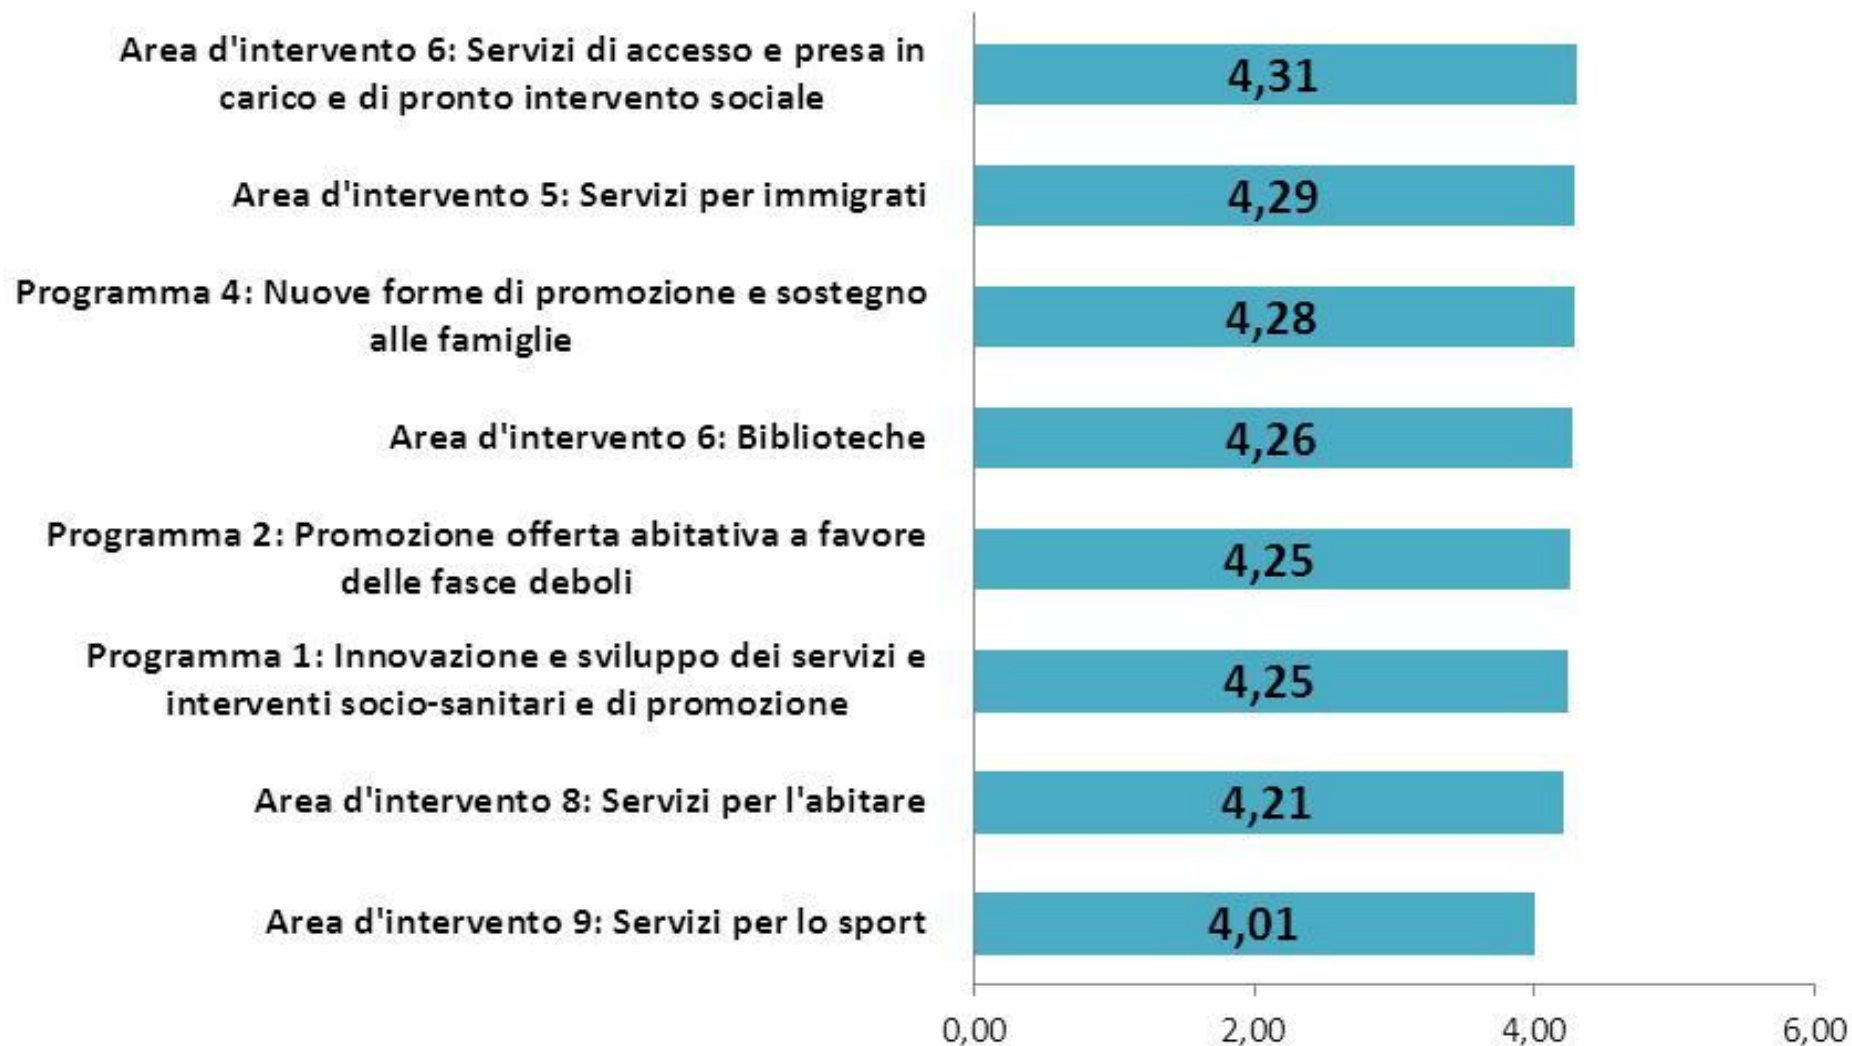 Area d'intervento 6: Servizi di accesso e presa in
carico e di pronto intervento sociale
4,31
Area d'intervento 5: Servizi per immigrati
4,29
Programma 4: Nuove forme di promozione e sostegno
alle famiglie
4,28
Area d'intervento 6: Biblioteche
4,26
Programma 2: Promozione offerta abitativa a favore
delle fasce deboli
4,25
Programma 1: Innovazione e sviluppo dei servizi e
interventi socio-sanitari e di promozione
4,25
Area d'intervento 8: Servizi per l'abitare
4,21
Area d'intervento 9: Servizi per lo sport
4,01
0,00 2,00 4,00 6,00